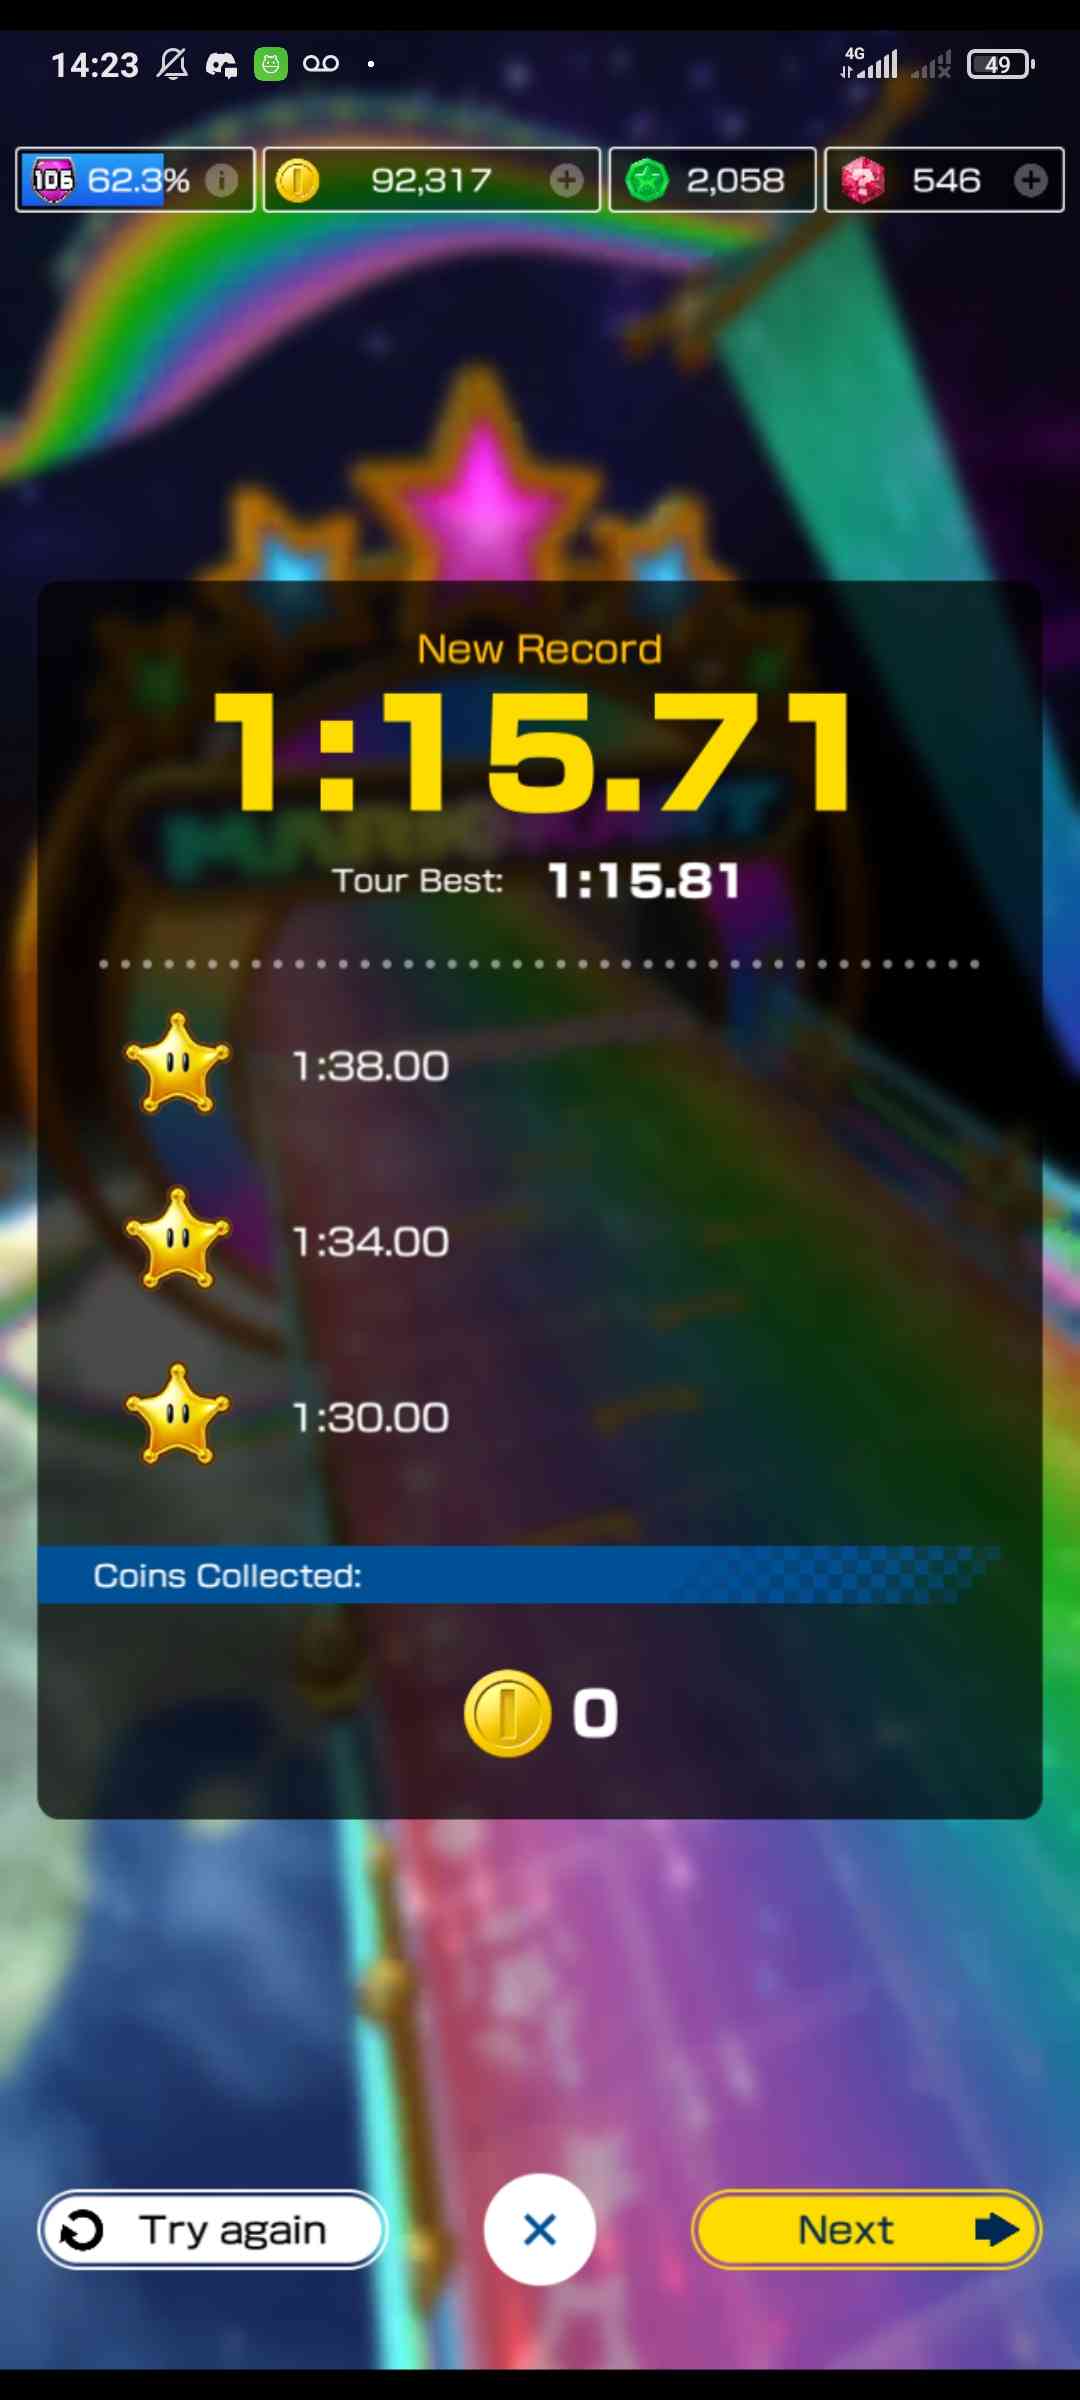 14:23 4G 49
106 62.3% 92,317 2,058 546
New Record
1:15.71
Tour Best: 1:15.81
1:38.00
1:34.00
1:30.00
Coins Collected:
0
Try again Next